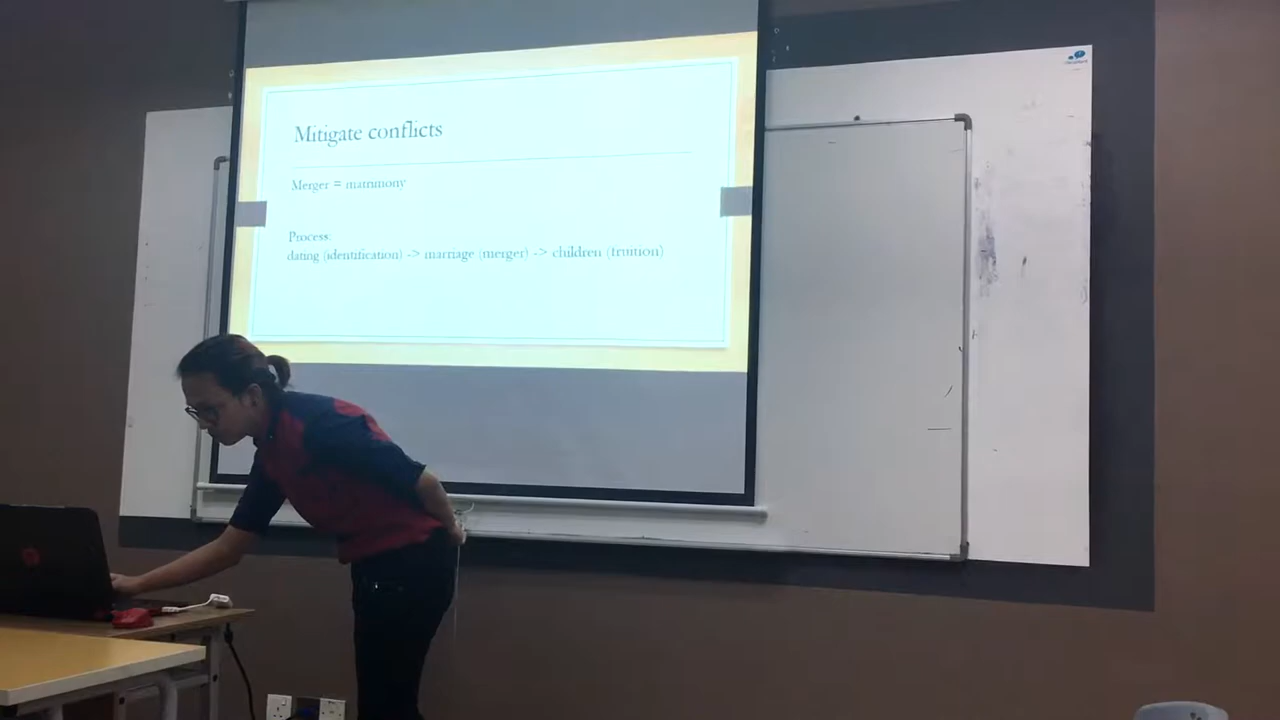 Mitigate conflicts
Merger = matrimony
Process:
dating (identification) -> marriage (merger) -> children (fruition)